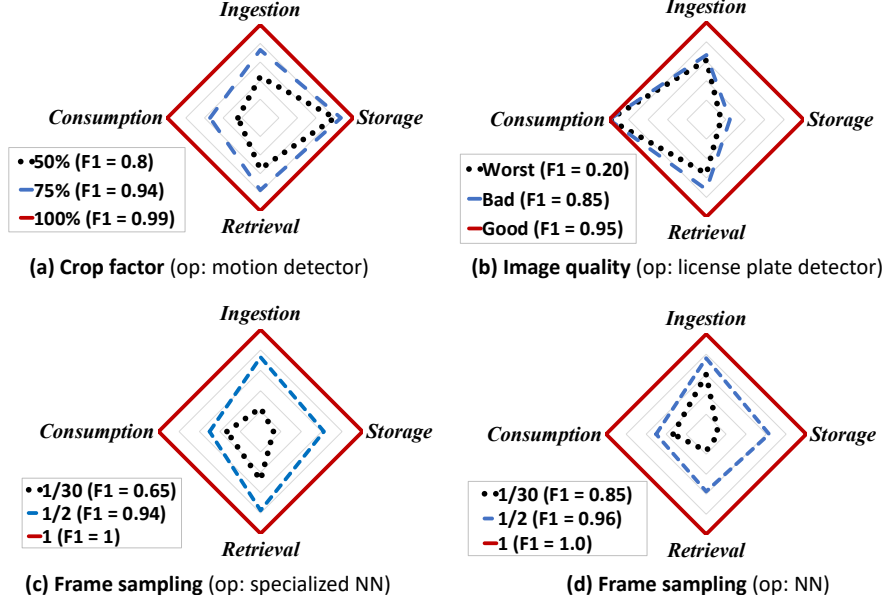 Ingestion
Consumption
Storage
50% (F1 = 0.8)
75% (F1 = 0.94)
100% (F1 = 0.99)
Retrieval
(a) Crop factor (op: motion detector)
Ingestion
Consumption
Storage
Worst (F1 = 0.20)
Bad (F1 = 0.85)
Good (F1 = 0.95)
Retrieval
(b) Image quality (op: license plate detector)
Ingestion
Consumption
Storage
1/30 (F1 = 0.65)
1/2 (F1 = 0.94)
1 (F1 = 1)
Retrieval
(c) Frame sampling (op: specialized NN)
Ingestion
Consumption
Storage
1/30 (F1 = 0.85)
1/2 (F1 = 0.96)
1 (F1 = 1.0)
Retrieval
(d) Frame sampling (op: NN)